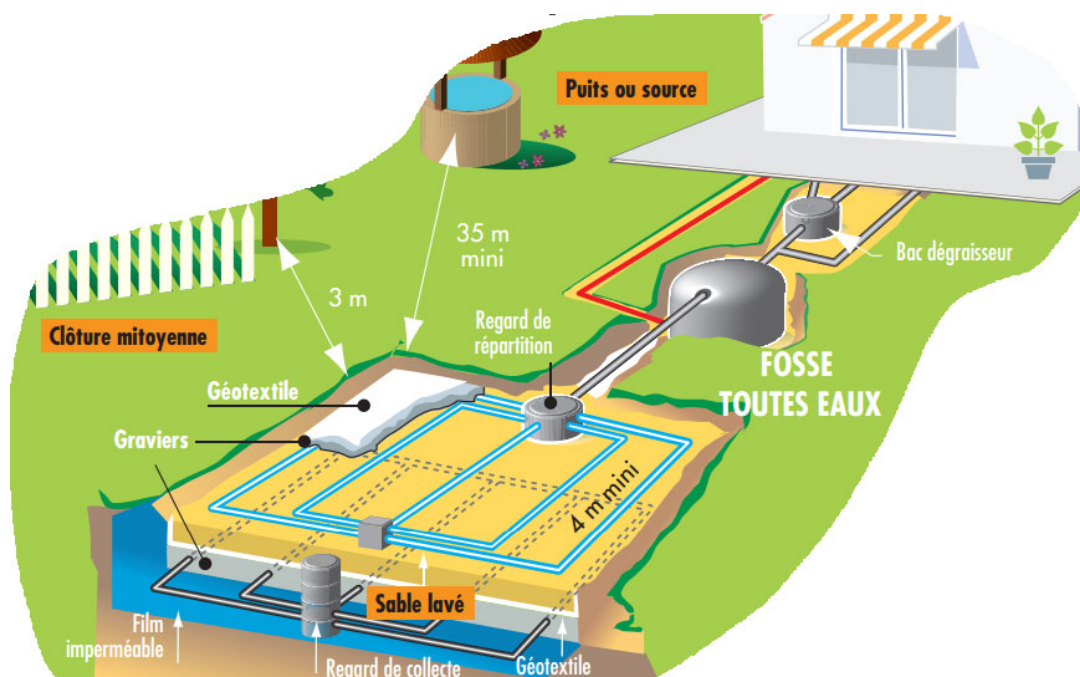 Puits ou source
35 m
mini
Bac dégraisseur
3 m
Clôture mitoyenne
Regard de
répartition
FOSSE
TOUTES EAUX
Géotextile
Graviers
4 m mini
Sable lavé
Film
imperméable
Regard de collecte
Géotextile